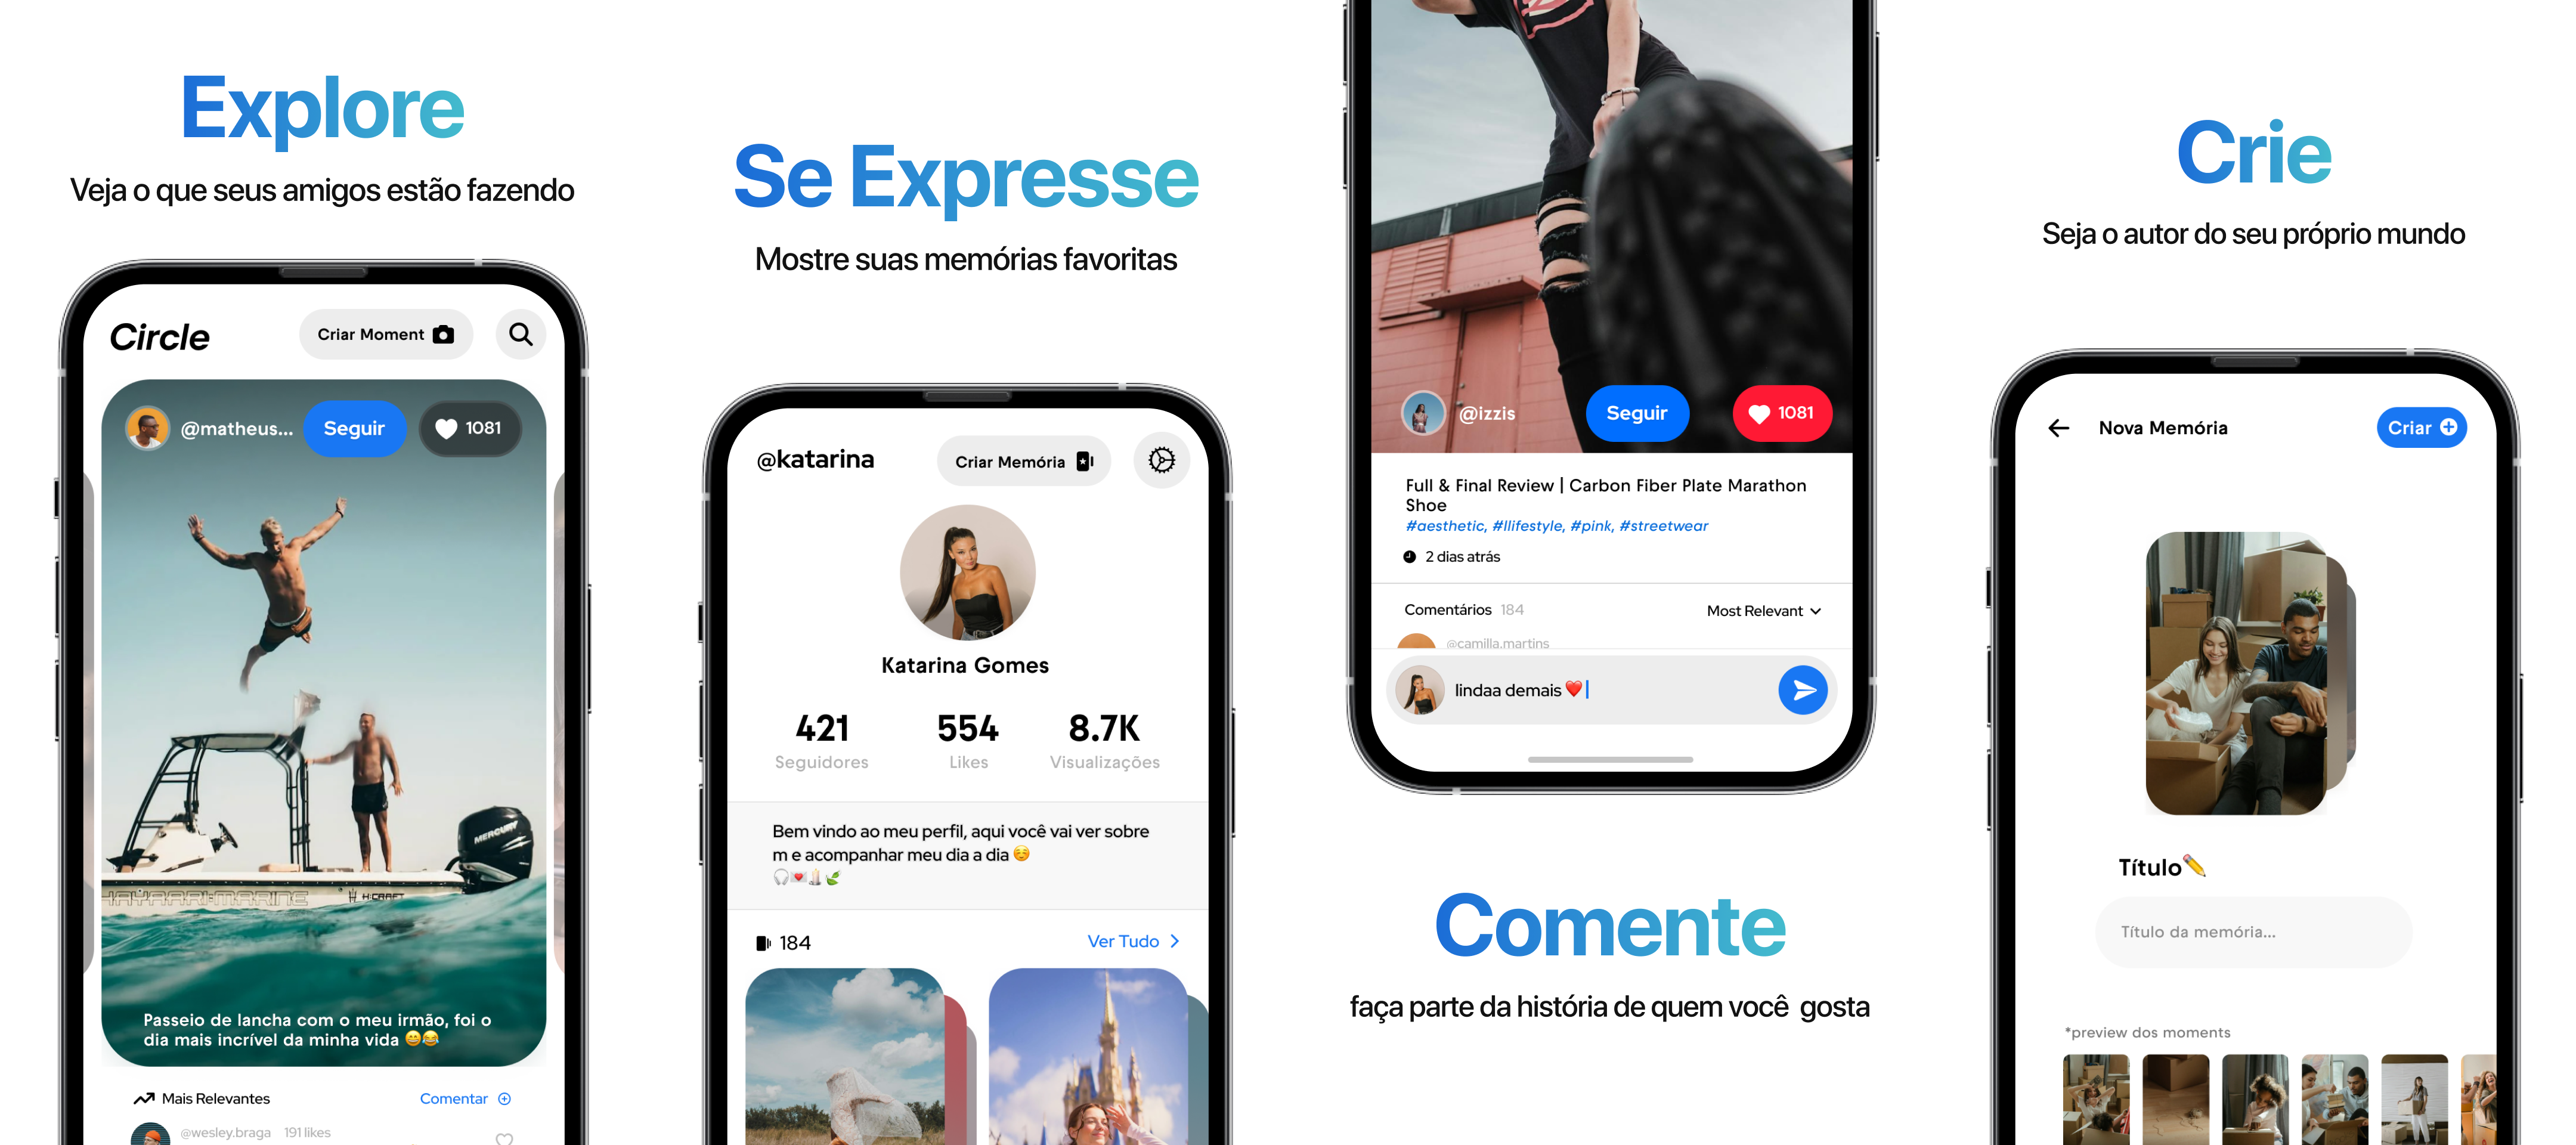 Explore
Veja o que seus amigos estão fazendo
Circle
Criar Moment
@matheus...
Seguir
1081
MERCURY
H-CRAFT
Passeio de lancha com o meu irmão, foi o
dia mais incrível da minha vida 😄😂
Mais Relevantes
Comentar
@wesley.braga 191 likes
Se Expresse
Mostre suas memórias favoritas
@katarina
Criar Memória
Katarina Gomes
421
Seguidores
554
Likes
8.7K
Visualizações
Bem vindo ao meu perfil, aqui você vai ver sobre
m e acompanhar meu dia a dia ☺️
🎧💌🕯️🍃
184
Ver Tudo
@izzis
Seguir
1081
Full & Final Review | Carbon Fiber Plate Marathon
Shoe
#aesthetic, #llifestyle, #pink, #streetwear
2 dias atrás
Comentários 184
Most Relevant
@camilla.martins
lindaa demais ❤️
Comente
faça parte da história de quem você gosta
Crie
Seja o autor do seu próprio mundo
Nova Memória
Criar
Título✏️
Título da memória...
*preview dos moments